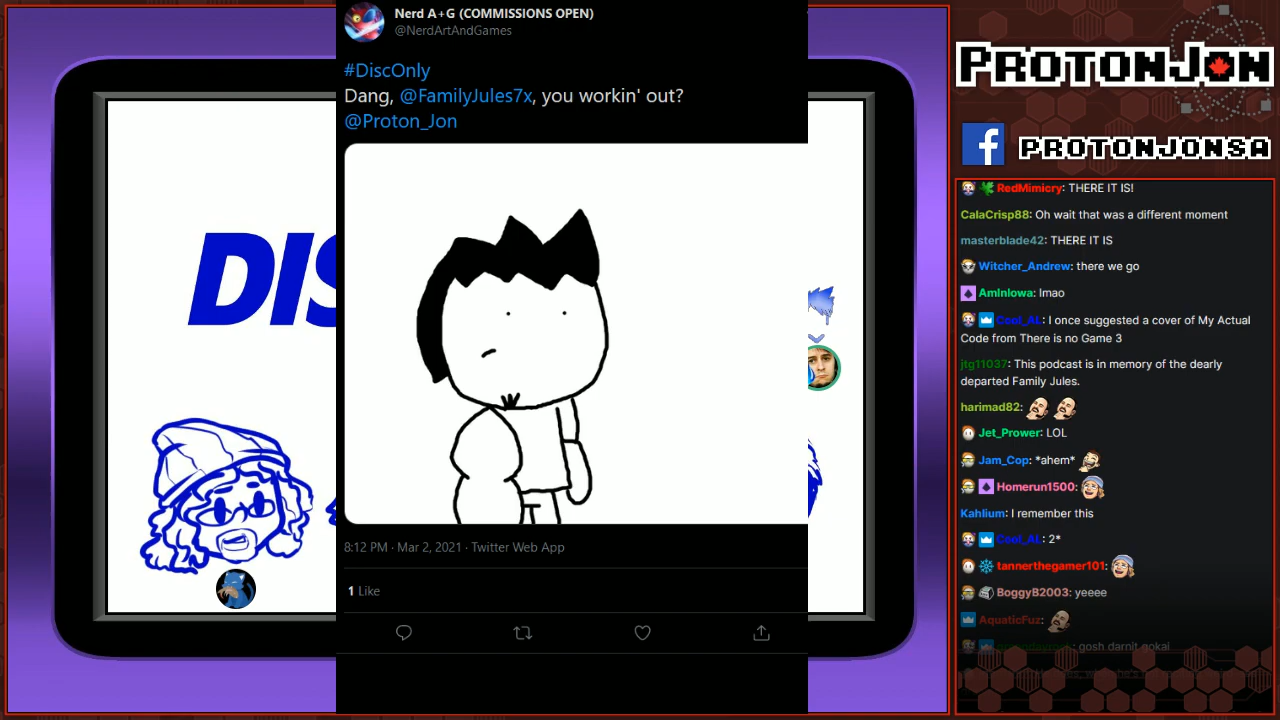 Nerd A+G (COMMISSIONS OPEN)
@NerdArtAndGames
#DiscOnly
Dang, @FamilyJules7x, you workin' out?
@Proton_Jon
DIS
8:12 PM · Mar 2, 2021 · Twitter Web App
1 Like
PROTONJON
f PROTONJONSA
RedMimicry: THERE IT IS!
CalaCrisp88: Oh wait that was a different moment
masterblade42: THERE IT IS
Witcher_Andrew: there we go
AmInIowa: lmao
Cool_AL: I once suggested a cover of My Actual
Code from There is no Game 3
jtg11037: This podcast is in memory of the dearly
departed Family Jules.
harimad82:
Jet_Prower: LOL
Jam_Cop: *ahem*
Homerun1500:
Kahlium: I remember this
Cool_AL: 2*
tannerthegamer101:
BoggyB2003: yeeee
AquaticFuz:
: gosh darnit gokai